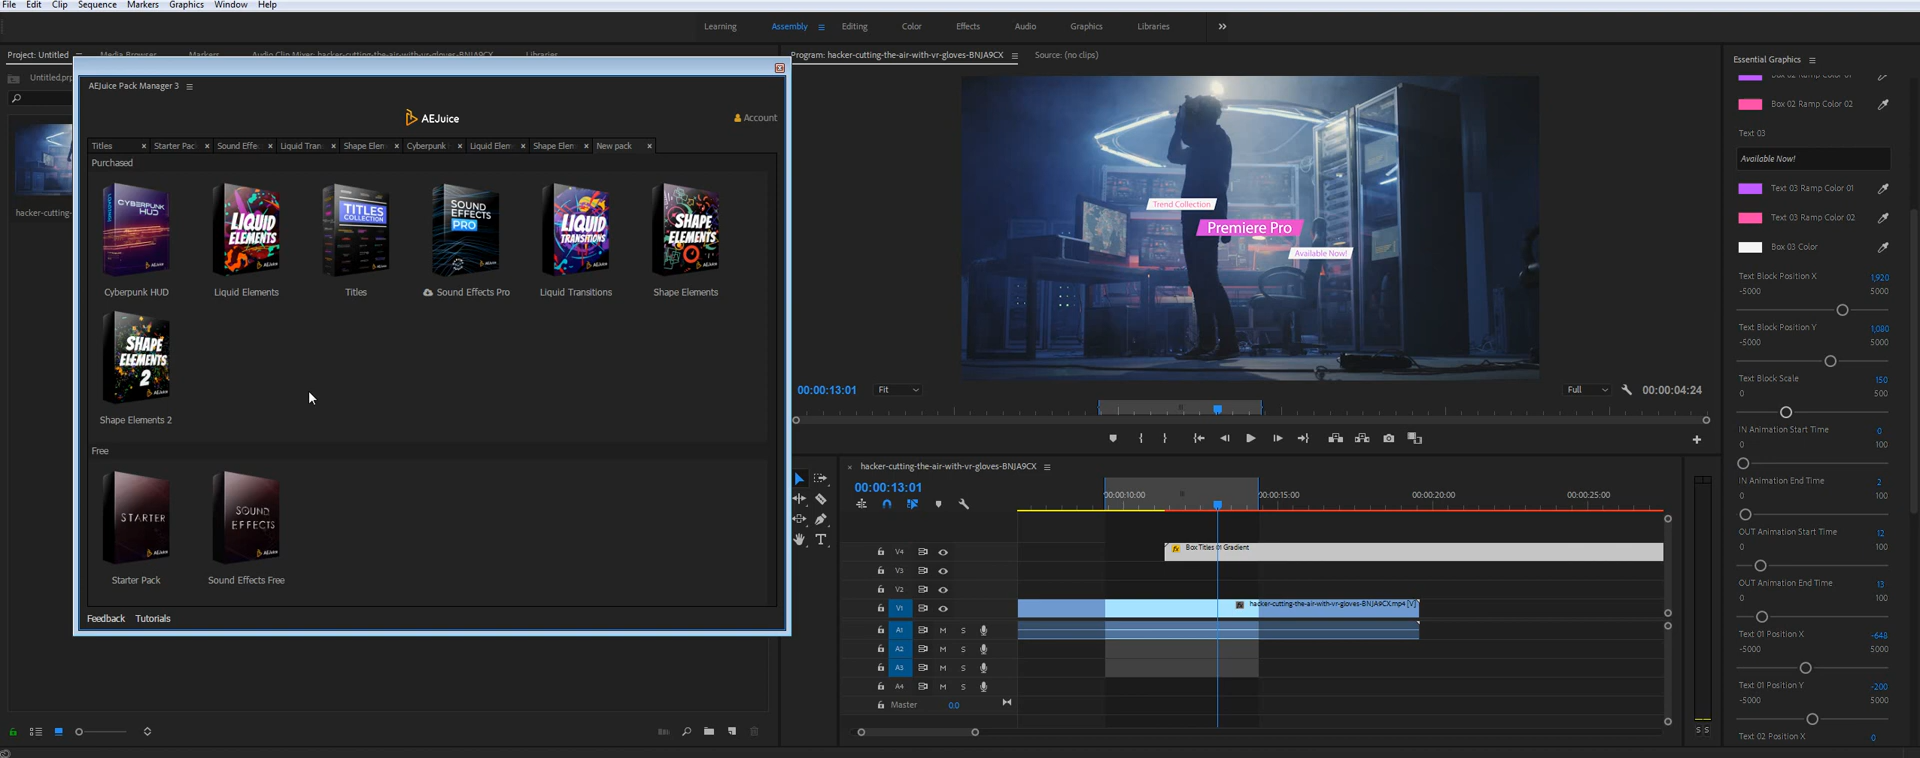 File Edit Clip Sequence Markers Graphics Window Help
Learning Assembly Editing Color Effects Audio Graphics Libraries
Project: Untitled Media Browser Markers Audio Clip Mixer: hacker-cutting-the-air-with-vr-gloves-BNJA9CX Libraries
Untitled.prp
hacker-cutting-
AEJuice Pack Manager 3
AEJuice
Account
Titles Starter Pac Sound Effe Liquid Tran Shape Elem Cyberpunk Liquid Elem Shape Elem New pack
Purchased
CYBERPUNK HUD
LIQUID ELEMENTS
TITLES COLLECTION
SOUND EFFECTS PRO
LIQUID TRANSITIONS
SHAPE ELEMENTS
Cyberpunk HUD Liquid Elements Titles Sound Effects Pro Liquid Transitions Shape Elements
SHAPE ELEMENTS 2
Shape Elements 2
Free
STARTER
SOUND EFFECTS
Starter Pack Sound Effects Free
Feedback Tutorials
Program: hacker-cutting-the-air-with-vr-gloves-BNJA9CX Source: (no clips)
Trend Collection
Premiere Pro
Available Now!
00:00:13:01 Fit Full 00:00:04:24
hacker-cutting-the-air-with-vr-gloves-BNJA9CX
00:00:13:01
00:00:10:00 00:00:15:00 00:00:20:00 00:00:25:00
V4 fx Box Titles 01 Gradient
V3
V2
V1 fx hacker-cutting-the-air-with-vr-gloves-BNJA9CX.mp4 [V]
A1 M S
A2 M S
A3 M S
A4 M S
Master 0.0
S S
Essential Graphics
Box 02 Ramp Color 01
Box 02 Ramp Color 02
Text 03
Available Now!
Text 03 Ramp Color 01
Text 03 Ramp Color 02
Box 03 Color
Text Block Position X 1,920
-5000 5000
Text Block Position Y 1,080
-5000 5000
Text Block Scale 150
0 500
IN Animation Start Time 0
0 100
IN Animation End Time 2
0 100
OUT Animation Start Time 12
0 100
OUT Animation End Time 13
0 100
Text 01 Position X -648
-5000 5000
Text 01 Position Y -200
-5000 5000
Text 02 Position X 0